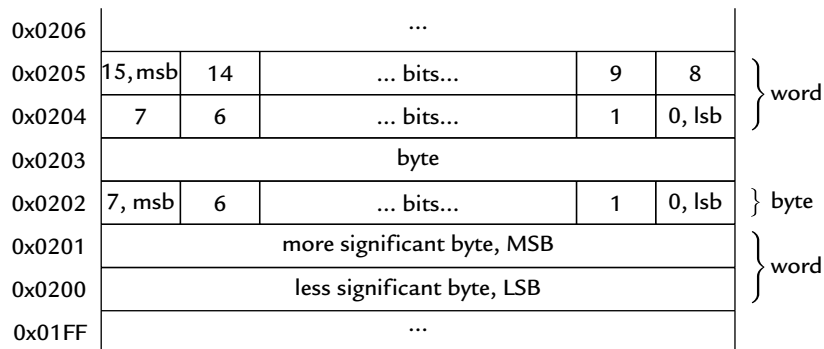 0x0206 ...
0x0205 15,msb 14 ... bits... 9 8
word
0x0204 7 6 ... bits... 1 0, lsb
0x0203 byte
0x0202 7, msb 6 ... bits... 1 0, lsb } byte
0x0201 more significant byte, MSB
word
0x0200 less significant byte, LSB
0x01FF ...